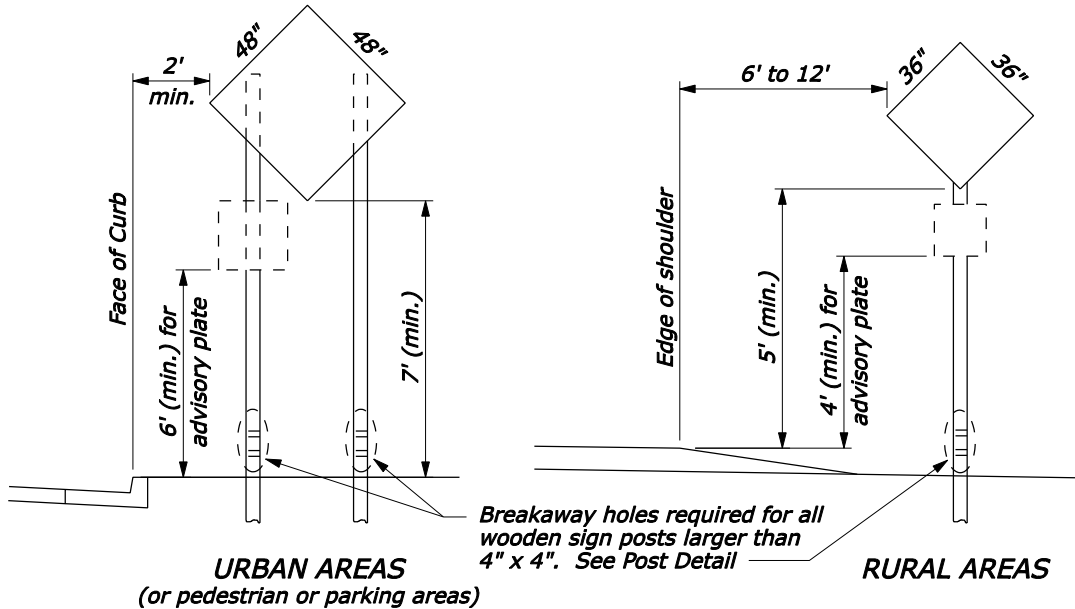 48"
48"
2'
min.
Face of Curb
6' (min.) for
advisory plate
7' (min.)
URBAN AREAS
(or pedestrian or parking areas)
Breakaway holes required for all
wooden sign posts larger than
4" x 4".  See Post Detail
6' to 12'
36"
36"
Edge of shoulder
5' (min.)
4' (min.) for
advisory plate
RURAL AREAS